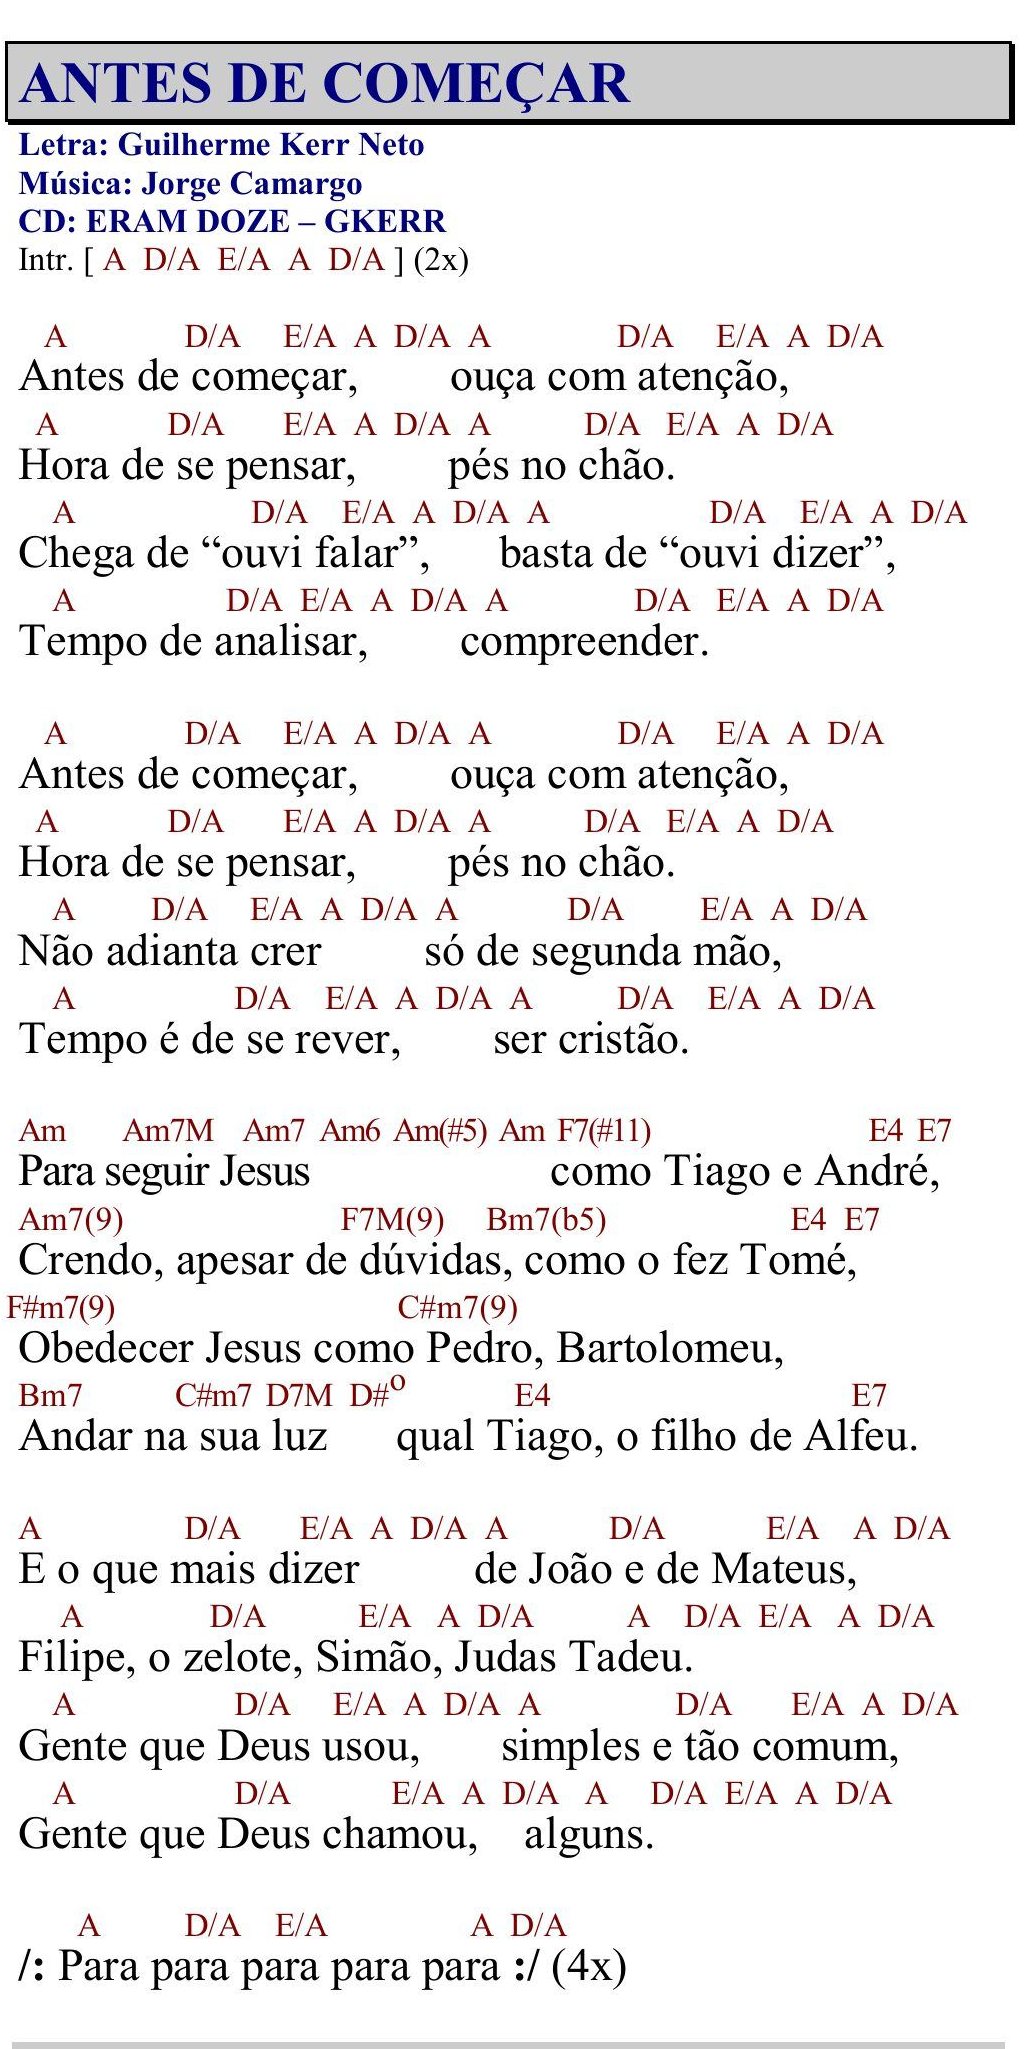 ANTES DE COMEÇAR
Letra: Guilherme Kerr Neto
Música: Jorge Camargo
CD: ERAM DOZE – GKERR
Intr. [ A D/A E/A A D/A ] (2x)
A D/A E/A A D/A A D/A E/A A D/A
Antes de começar, ouça com atenção,
A D/A E/A A D/A A D/A E/A A D/A
Hora de se pensar, pés no chão.
A D/A E/A A D/A A D/A E/A A D/A
Chega de “ouvi falar”, basta de “ouvi dizer”,
A D/A E/A A D/A A D/A E/A A D/A
Tempo de analisar, compreender.
A D/A E/A A D/A A D/A E/A A D/A
Antes de começar, ouça com atenção,
A D/A E/A A D/A A D/A E/A A D/A
Hora de se pensar, pés no chão.
A D/A E/A A D/A A D/A E/A A D/A
Não adianta crer só de segunda mão,
A D/A E/A A D/A A D/A E/A A D/A
Tempo é de se rever, ser cristão.
Am Am7M Am7 Am6 Am(#5) Am F7(#11) E4 E7
Para seguir Jesus como Tiago e André,
Am7(9) F7M(9) Bm7(b5) E4 E7
Crendo, apesar de dúvidas, como o fez Tomé,
F#m7(9) C#m7(9)
Obedecer Jesus como Pedro, Bartolomeu,
Bm7 C#m7 D7M D#º E4 E7
Andar na sua luz qual Tiago, o filho de Alfeu.
A D/A E/A A D/A A D/A E/A A D/A
E o que mais dizer de João e de Mateus,
A D/A E/A A D/A A D/A E/A A D/A
Filipe, o zelote, Simão, Judas Tadeu.
A D/A E/A A D/A A D/A E/A A D/A
Gente que Deus usou, simples e tão comum,
A D/A E/A A D/A A D/A E/A A D/A
Gente que Deus chamou, alguns.
A D/A E/A A D/A
/: Para para para para para :/ (4x)